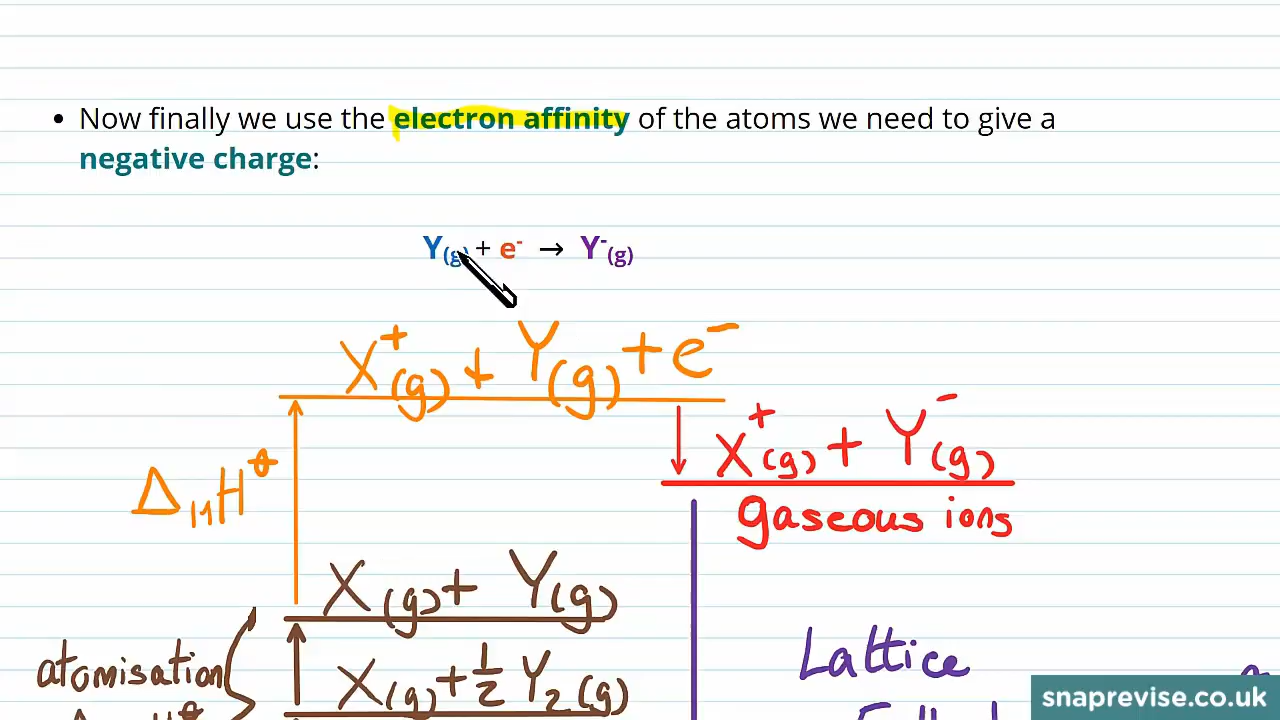 • Now finally we use the electron affinity of the atoms we need to give a
negative charge:
Y(g) + e⁻ → Y⁻(g)
X⁺(g) + Y(g) + e⁻
X⁺(g) + Y⁻(g)
gaseous ions
Δ₁₁H⦵
X(g) + Y(g)
Lattice
atomisation
X(g) + ½ Y₂(g)
snaprevise.co.uk